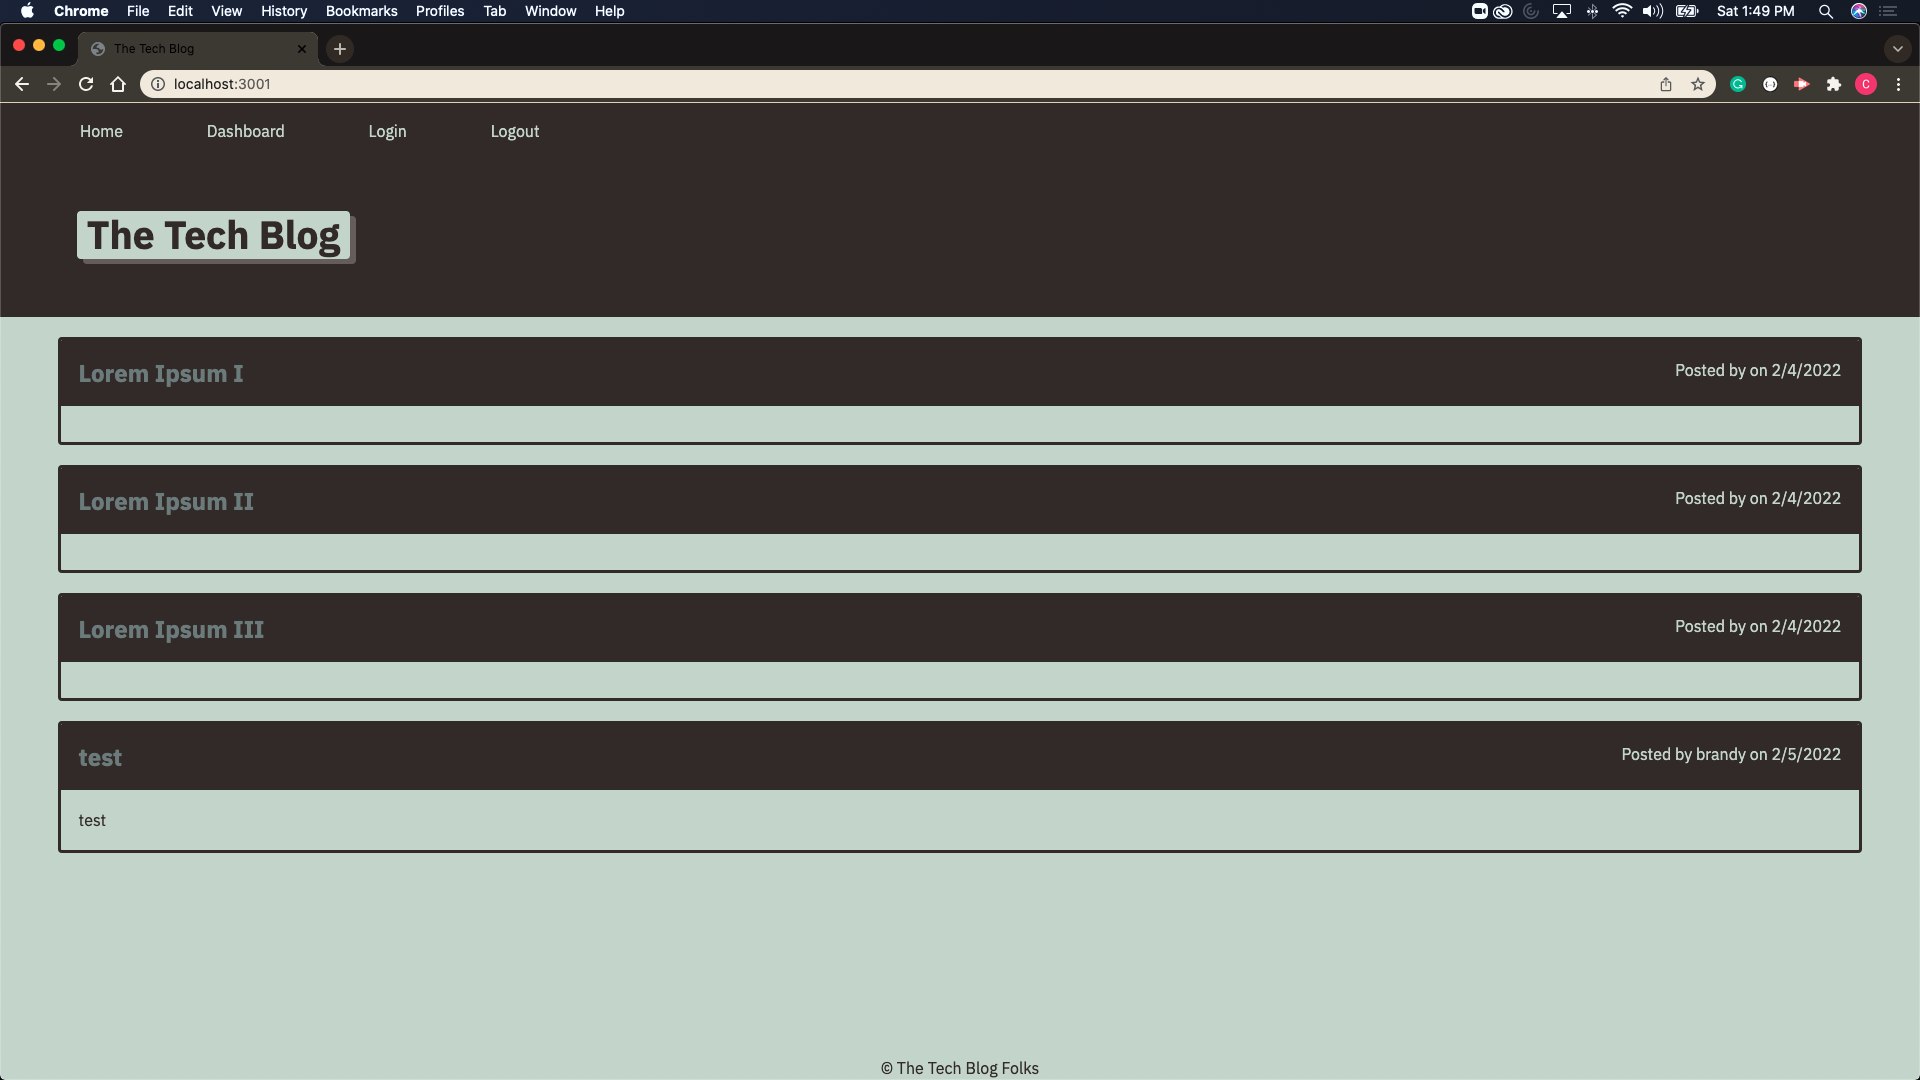 Chrome File Edit View History Bookmarks Profiles Tab Window Help Sat 1:49 PM
The Tech Blog
localhost:3001 G C
Home Dashboard Login Logout
The Tech Blog
Lorem Ipsum I Posted by on 2/4/2022
Lorem Ipsum II Posted by on 2/4/2022
Lorem Ipsum III Posted by on 2/4/2022
test Posted by brandy on 2/5/2022
test
© The Tech Blog Folks